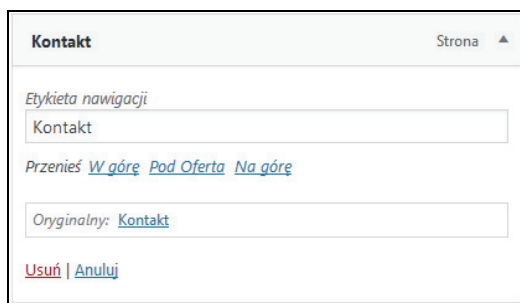 Kontakt Strona ▲
Etykieta nawigacji
Kontakt
Przenieś W górę Pod Oferta Na górę
Oryginalny: Kontakt
Usuń | Anuluj